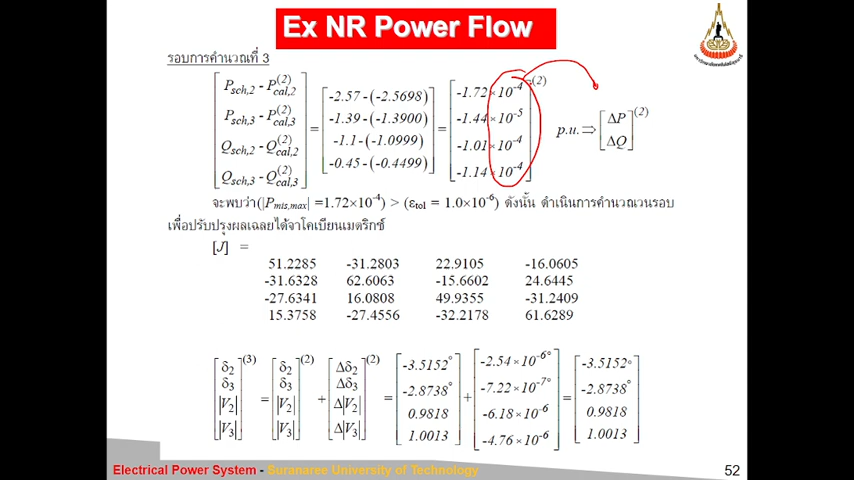 Ex NR Power Flow
รอบการคำนวณที่ 3
P_sch,2 - P_cal,2^(2) -2.57-(-2.5698) -1.72×10^-4 (2)
P_sch,3 - P_cal,3^(2) = -1.39-(-1.3900) = -1.44×10^-5 p.u.⇒ [ΔP ΔQ]^(2)
Q_sch,2 - Q_cal,2^(2) -1.1-(-1.0999) -1.01×10^-4
Q_sch,3 - Q_cal,3^(2) -0.45-(-0.4499) -1.14×10^-4
จะพบว่า(|P_mis,max| =1.72×10^-4) > (ε_tol = 1.0×10^-6) ดังนั้น ดำเนินการคำนวณวนรอบ
เพื่อปรับปรุงผลเฉลยได้จาโคเบียนเมตริกซ์
[J] =
51.2285 -31.2803 22.9105 -16.0605
-31.6328 62.6063 -15.6602 24.6445
-27.6341 16.0808 49.9355 -31.2409
15.3758 -27.4556 -32.2178 61.6289
δ2 (3) δ2 (2) Δδ2 (2) -3.5152° -2.54×10^-6° -3.5152°
δ3 δ3 Δδ3 -2.8738° -7.22×10^-7° -2.8738°
|V2| = |V2| + Δ|V2| = 0.9818 + -6.18×10^-6 = 0.9818
|V3| |V3| Δ|V3| 1.0013 -4.76×10^-6 1.0013
Electrical Power System - Suranaree University of Technology 52